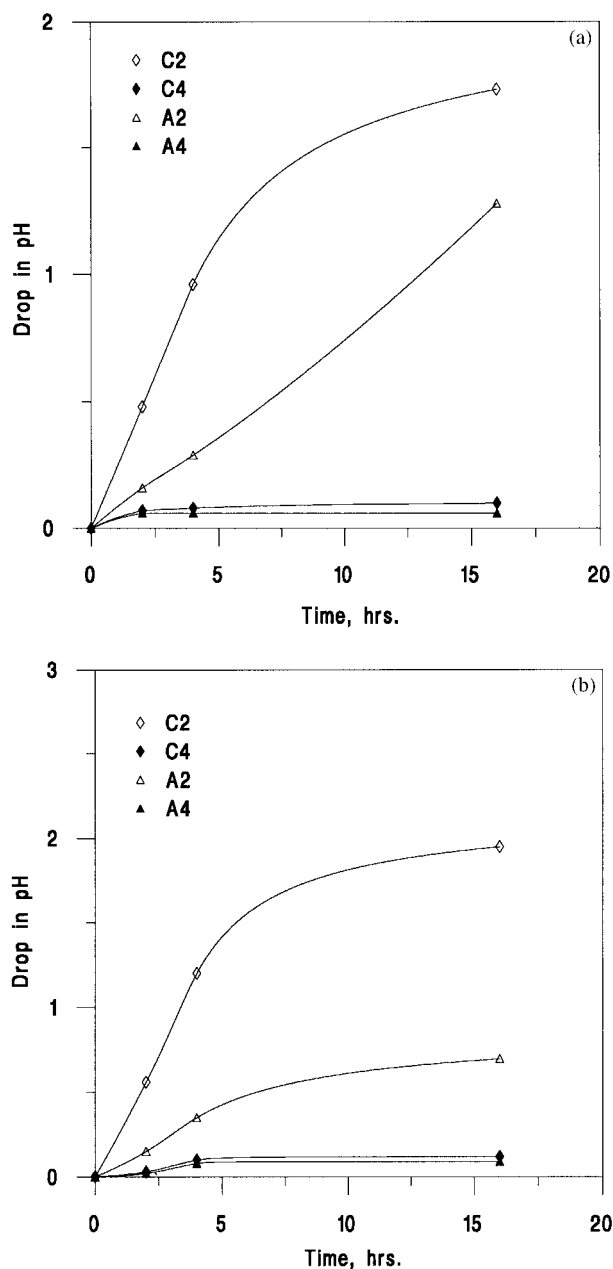 (a)
C2
C4
A2
A4
2
1
0
Drop in pH
0
5
10
15
20
Time, hrs.
(b)
C2
C4
A2
A4
3
2
1
0
Drop in pH
0
5
10
15
20
Time, hrs.